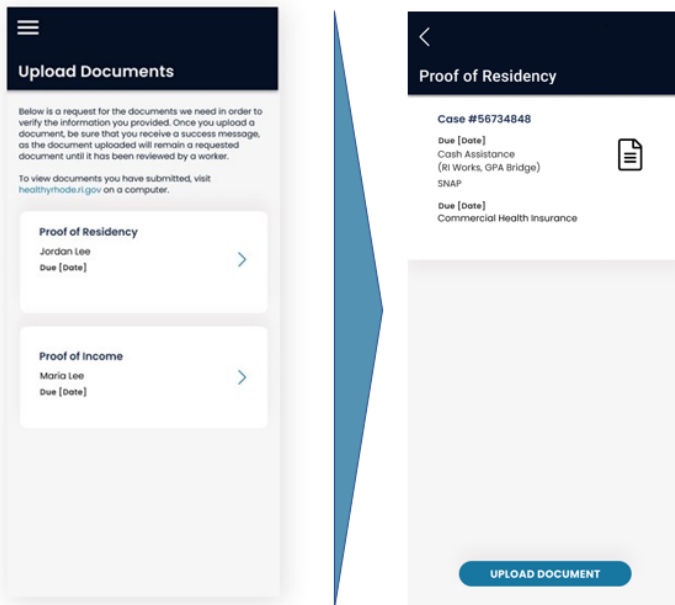 Upload Documents
Below is a request for the documents we need in order to
verify the information you provided. Once you upload a
document, be sure that you receive a success message,
as the document uploaded will remain a requested
document until it has been reviewed by a worker.
To view documents you have submitted, visit
healthyrhode.ri.gov on a computer.
Proof of Residency
Jordan Lee
Due [Date]
Proof of Income
Maria Lee
Due [Date]
Proof of Residency
Case #56734848
Due [Date]
Cash Assistance
(RI Works, GPA Bridge)
SNAP
Due [Date]
Commercial Health Insurance
UPLOAD DOCUMENT